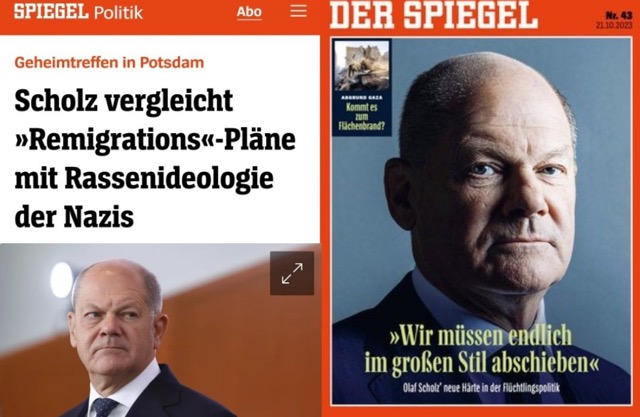 SPIEGEL Politik
Abo
Geheimtreffen in Potsdam
Scholz vergleicht
»Remigrations«-Pläne
mit Rassenideologie
der Nazis
DER SPIEGEL
Nr. 43
21.10.2023
ABGRUND GAZA
Kommt es
zum
Flächenbrand?
»Wir müssen endlich
im großen Stil abschieben«
Olaf Scholz’ neue Härte in der Flüchtlingspolitik